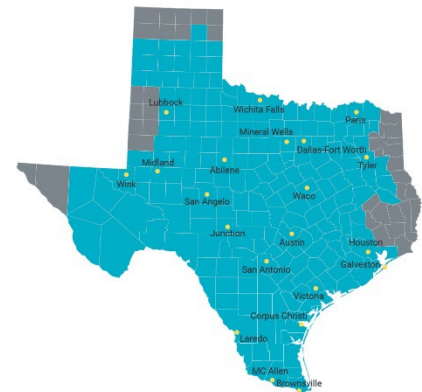 Lubbock
Wichita Falls
Paris
Mineral Wells
Dallas-Fort Worth
Tyler
Midland
Abilene
Wink
San Angelo
Waco
Junction
Austin
Houston
San Antonio
Galveston
Victoria
Corpus Christi
Laredo
MC Allen
Brownsville